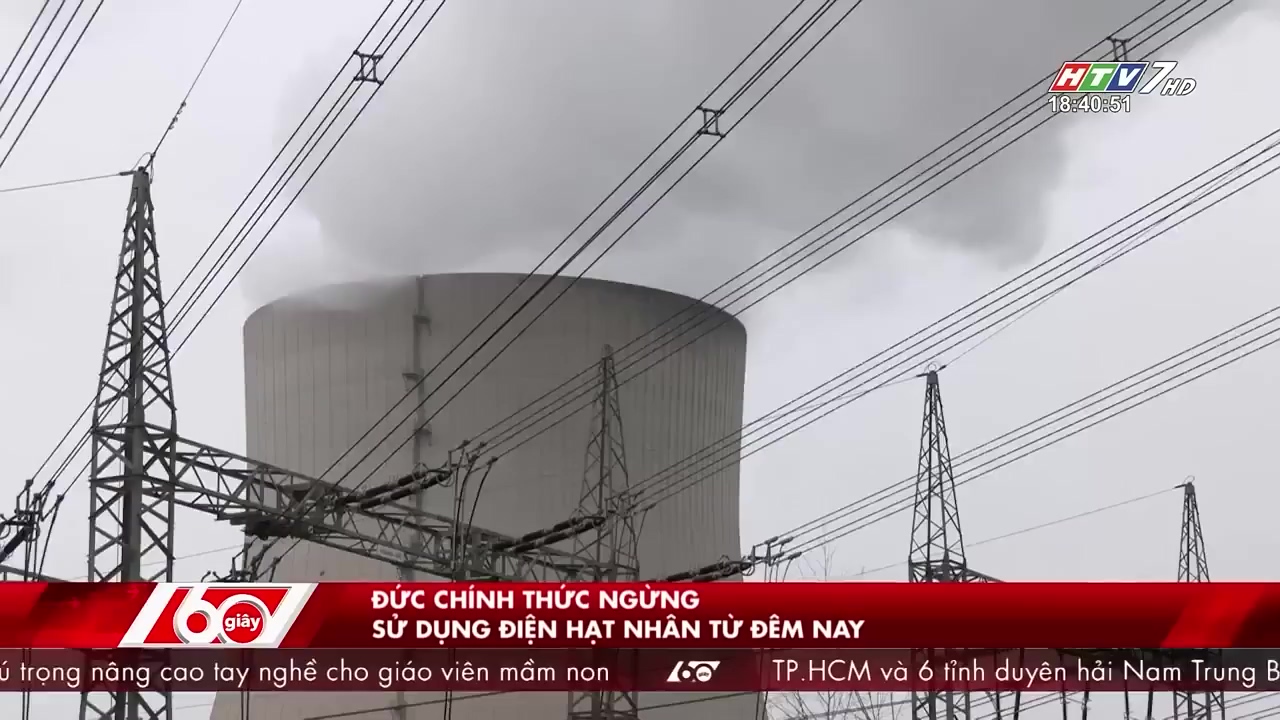 HTV7 HD
18:40:51
60 giây
ĐỨC CHÍNH THỨC NGỪNG
SỬ DỤNG ĐIỆN HẠT NHÂN TỪ ĐÊM NAY
trọng nâng cao tay nghề cho giáo viên mầm non
60 giây
TP.HCM và 6 tỉnh duyên hải Nam Trung